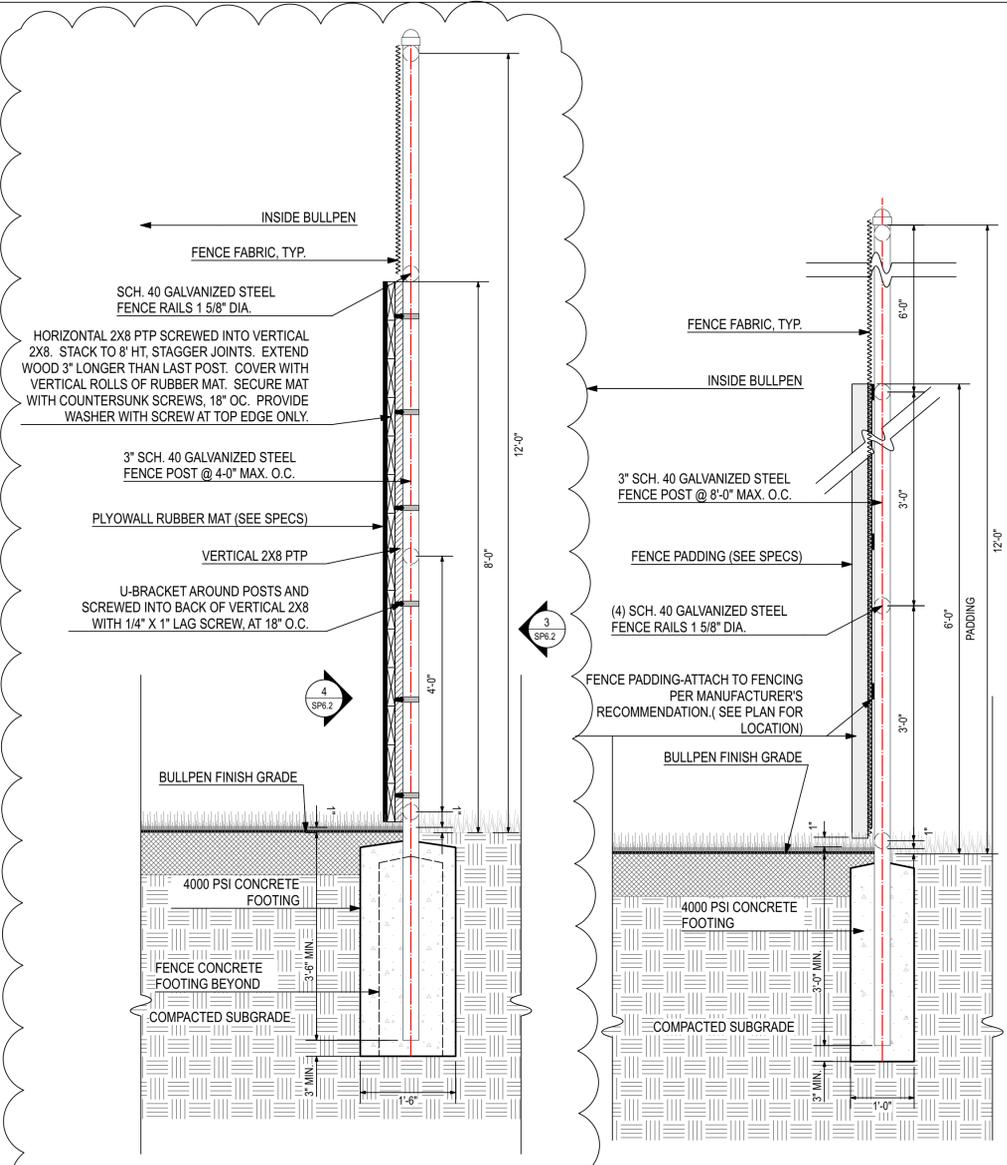 INSIDE BULLPEN
FENCE FABRIC, TYP.
SCH. 40 GALVANIZED STEEL
FENCE RAILS 1 5/8" DIA.
HORIZONTAL 2X8 PTP SCREWED INTO VERTICAL
2X8. STACK TO 8' HT, STAGGER JOINTS. EXTEND
WOOD 3" LONGER THAN LAST POST. COVER WITH
VERTICAL ROLLS OF RUBBER MAT. SECURE MAT
WITH COUNTERSUNK SCREWS, 18" OC. PROVIDE
WASHER WITH SCREW AT TOP EDGE ONLY.
3" SCH. 40 GALVANIZED STEEL
FENCE POST @ 4-0" MAX. O.C.
PLYOWALL RUBBER MAT (SEE SPECS)
VERTICAL 2X8 PTP
U-BRACKET AROUND POSTS AND
SCREWED INTO BACK OF VERTICAL 2X8
WITH 1/4" X 1" LAG SCREW, AT 18" O.C.
12'-0"
8'-0"
4'-0"
3
SP6.2
4
SP6.2
BULLPEN FINISH GRADE
1"
1"
4000 PSI CONCRETE
FOOTING
3'-6" MIN.
FENCE CONCRETE
FOOTING BEYOND
COMPACTED SUBGRADE
3" MIN.
1'-6"
FENCE FABRIC, TYP.
INSIDE BULLPEN
3" SCH. 40 GALVANIZED STEEL
FENCE POST @ 8'-0" MAX. O.C.
FENCE PADDING (SEE SPECS)
(4) SCH. 40 GALVANIZED STEEL
FENCE RAILS 1 5/8" DIA.
FENCE PADDING-ATTACH TO FENCING
PER MANUFACTURER'S
RECOMMENDATION.( SEE PLAN FOR
LOCATION)
BULLPEN FINISH GRADE
6'-0"
3'-0"
3'-0"
6'-0"
PADDING
12'-0"
1"
1"
4000 PSI CONCRETE
FOOTING
3'-0" MIN.
COMPACTED SUBGRADE
3" MIN.
1'-0"